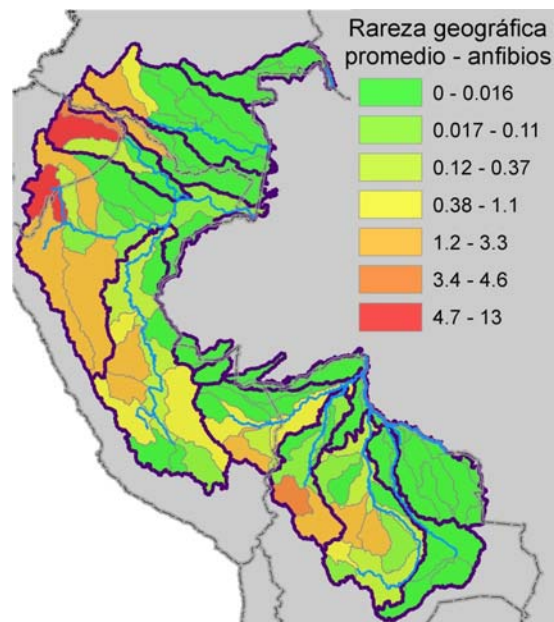 Rareza geográfica
promedio - anfibios
0 - 0.016
0.017 - 0.11
0.12 - 0.37
0.38 - 1.1
1.2 - 3.3
3.4 - 4.6
4.7 - 13